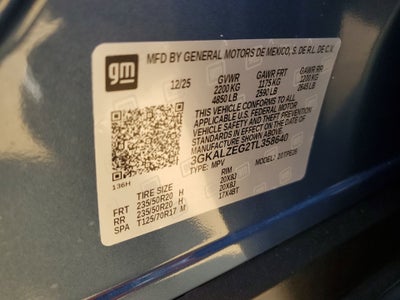 gm
MFD BY GENERAL MOTORS DE MEXICO, S. DE R.L. DE C.V.
12/25
GVWR GAWR FRT GAWR RR
2200 KG 1175 KG 1200 KG
4850 LB 2590 LB 2645 LB
THIS VEHICLE CONFORMS TO ALL
APPLICABLE U.S. FEDERAL MOTOR
VEHICLE SAFETY AND THEFT PREVENTION
STANDARDS IN EFFECT ON THE DATE OF
MANUFACTURE SHOWN ABOVE.
3GKALZEG2TL358640
TYPE: MPV MODEL:
136H
TIRE SIZE RIM
FRT 235/50R20 H 20X8J
RR 235/50R20 H 20X8J
SPA T125/70R17 M 17X4BT